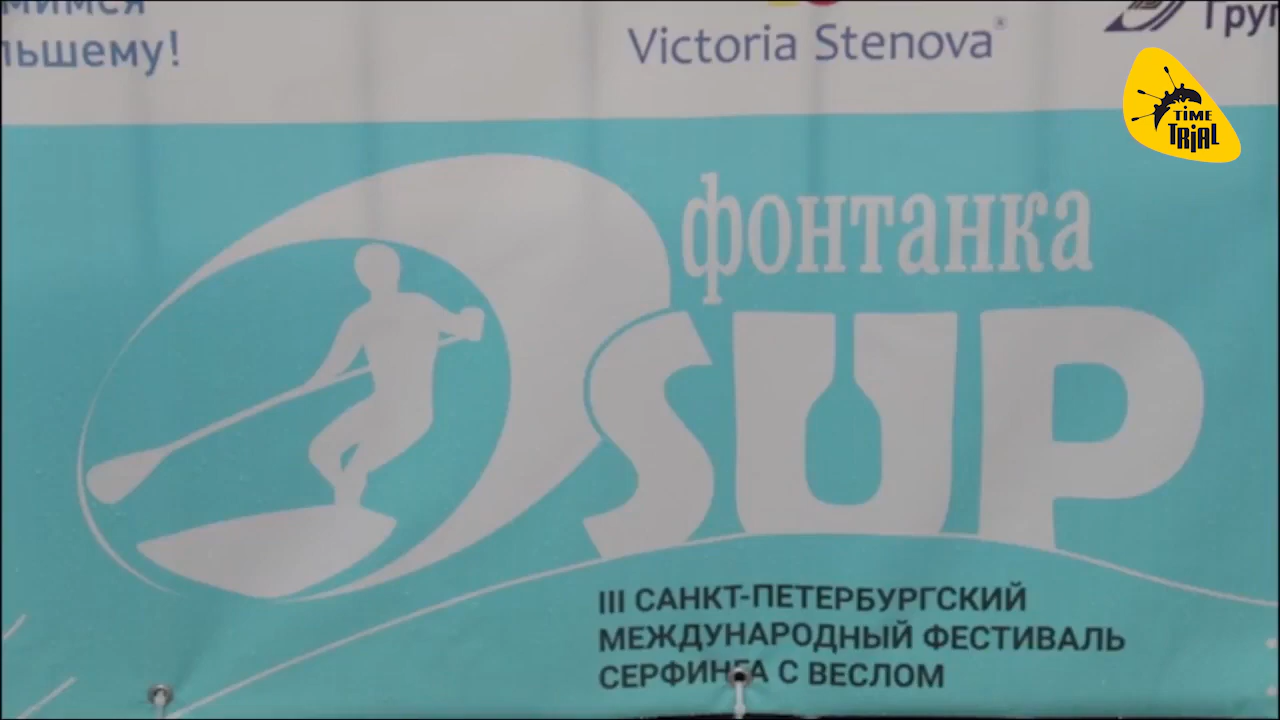 льшему!
Victoria Stenova®
TiME
TRiAL
фонтанка
SUP
III САНКТ-ПЕТЕРБУРГСКИЙ
МЕЖДУНАРОДНЫЙ ФЕСТИВАЛЬ
СЕРФИНГА С ВЕСЛОМ